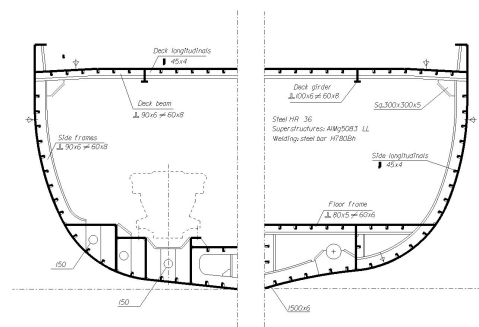 Deck longitudinals
45x4
Deck beam
⊥ 90x6 ≠ 60x8
Side frames
⊥ 90x6 ≠ 60x8
150
150
Deck girder
⊥ 100x6 ≠ 60x8
Sq.300x300x5
Steel HR 36
Superstructures: AlMg5083 LL
Welding: steel bar H780Bh
Side longitudinals
45x4
Floor frame
⊥ 80x5 ≠ 60x6
1500x6